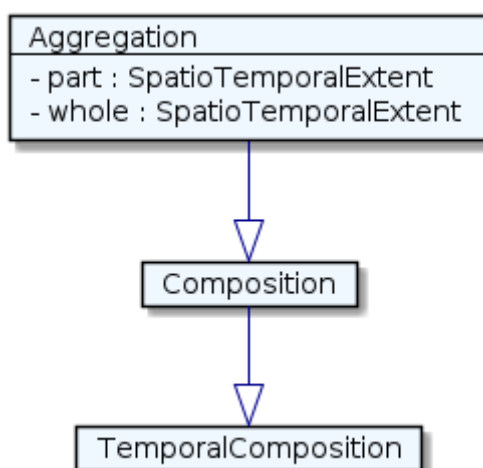 Aggregation
- part : SpatioTemporalExtent
- whole : SpatioTemporalExtent
Composition
TemporalComposition